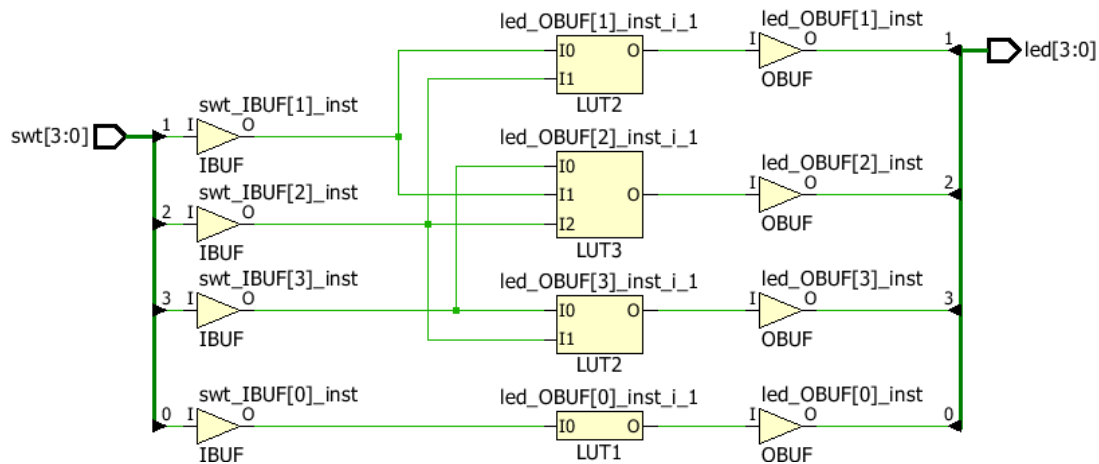 led_OBUF[1]_inst_i_1
led_OBUF[1]_inst
I0 O
I O
1
led[3:0]
I1
OBUF
LUT2
swt_IBUF[1]_inst
swt[3:0]
1 I O
IBUF
led_OBUF[2]_inst_i_1
led_OBUF[2]_inst
I0
I1 O
I O
2
I2
OBUF
LUT3
swt_IBUF[2]_inst
2 I O
IBUF
swt_IBUF[3]_inst
3 I O
IBUF
led_OBUF[3]_inst_i_1
led_OBUF[3]_inst
I0 O
I O
3
I1
OBUF
LUT2
swt_IBUF[0]_inst
0 I O
IBUF
led_OBUF[0]_inst_i_1
led_OBUF[0]_inst
I0 O
I O
0
LUT1
OBUF